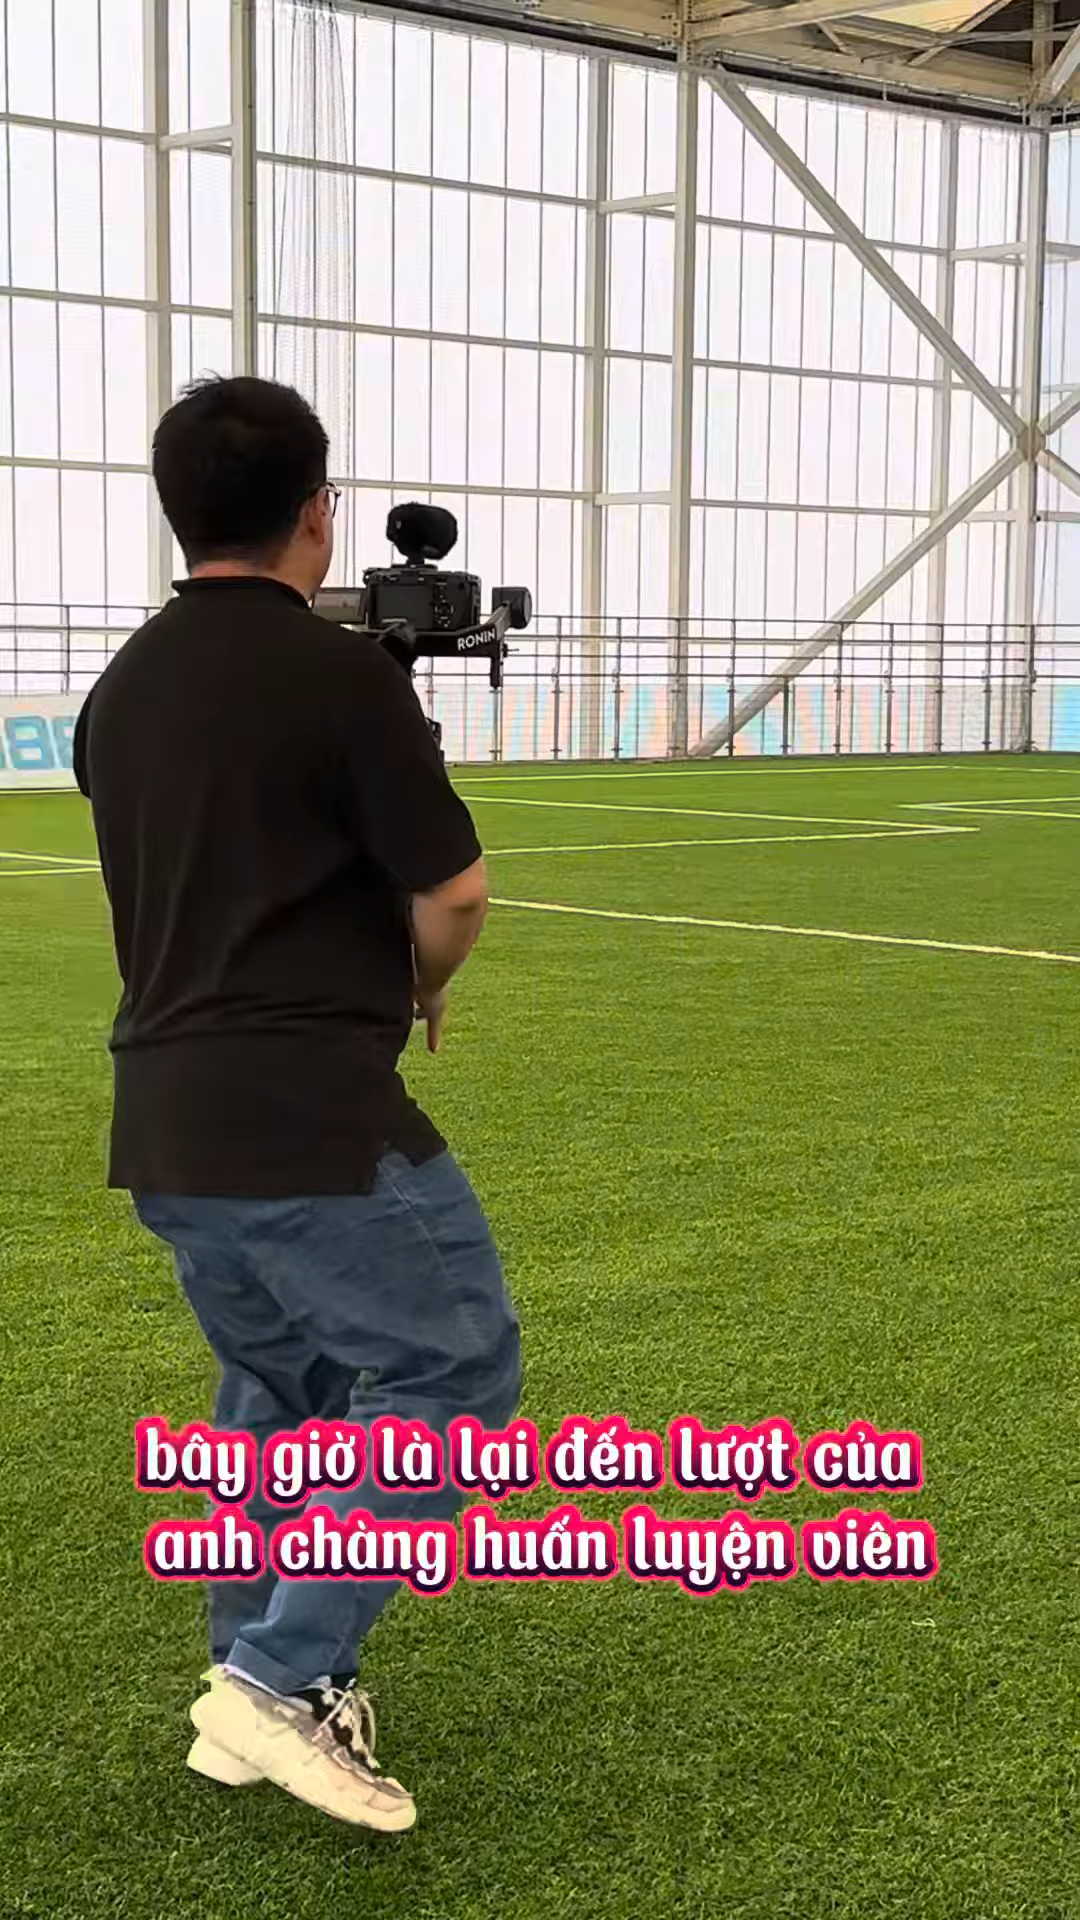 RONIN
bây giờ là lại đến lượt của
anh chàng huấn luyện viên